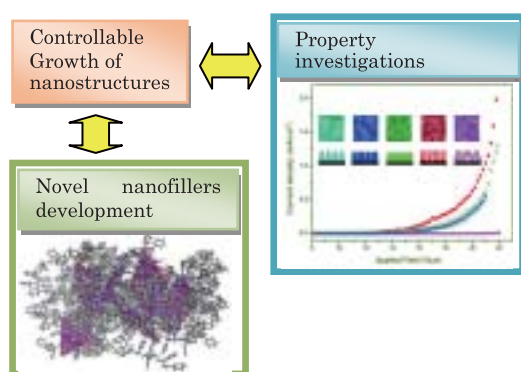 Controllable
Growth of
nanostructures
Property
investigations
Novel nanofillers
development